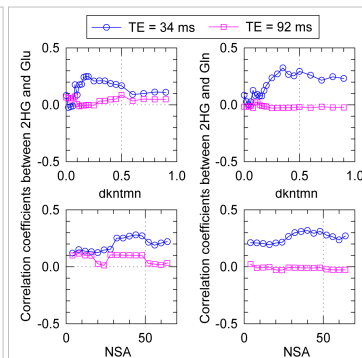 TE = 34 ms TE = 92 ms
Correlation coefficients between 2HG and Glu
0.5
0.0
-0.5
0.0 0.5 1.0
dkntmn
0.5
0.0
-0.5
0 50
NSA
Correlation coefficients between 2HG and Gln
0.5
0.0
-0.5
0.0 0.5 1.0
dkntmn
0.5
0.0
-0.5
0 50
NSA